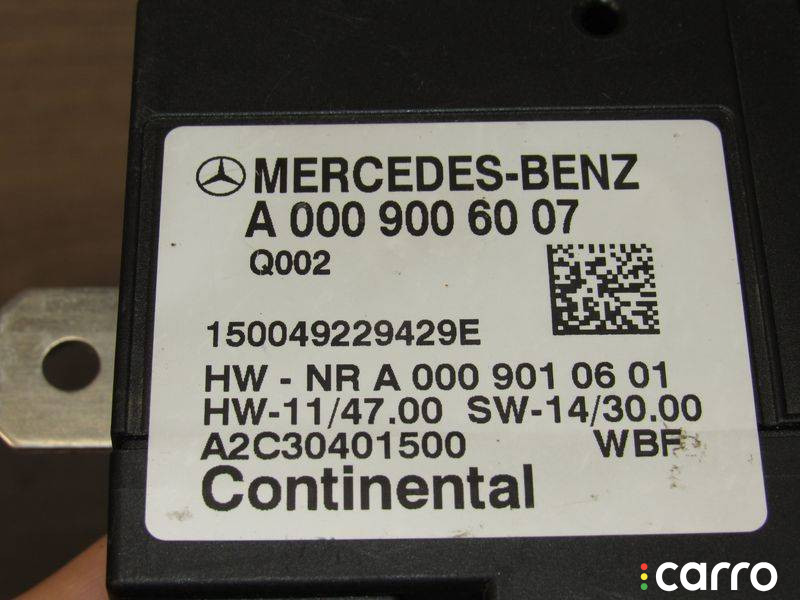 MERCEDES-BENZ
A 000 900 60 07
Q002
150049229429E
HW - NR A 000 901 06 01
HW-11/47.00 SW-14/30.00
A2C30401500 WBF
Continental
carro